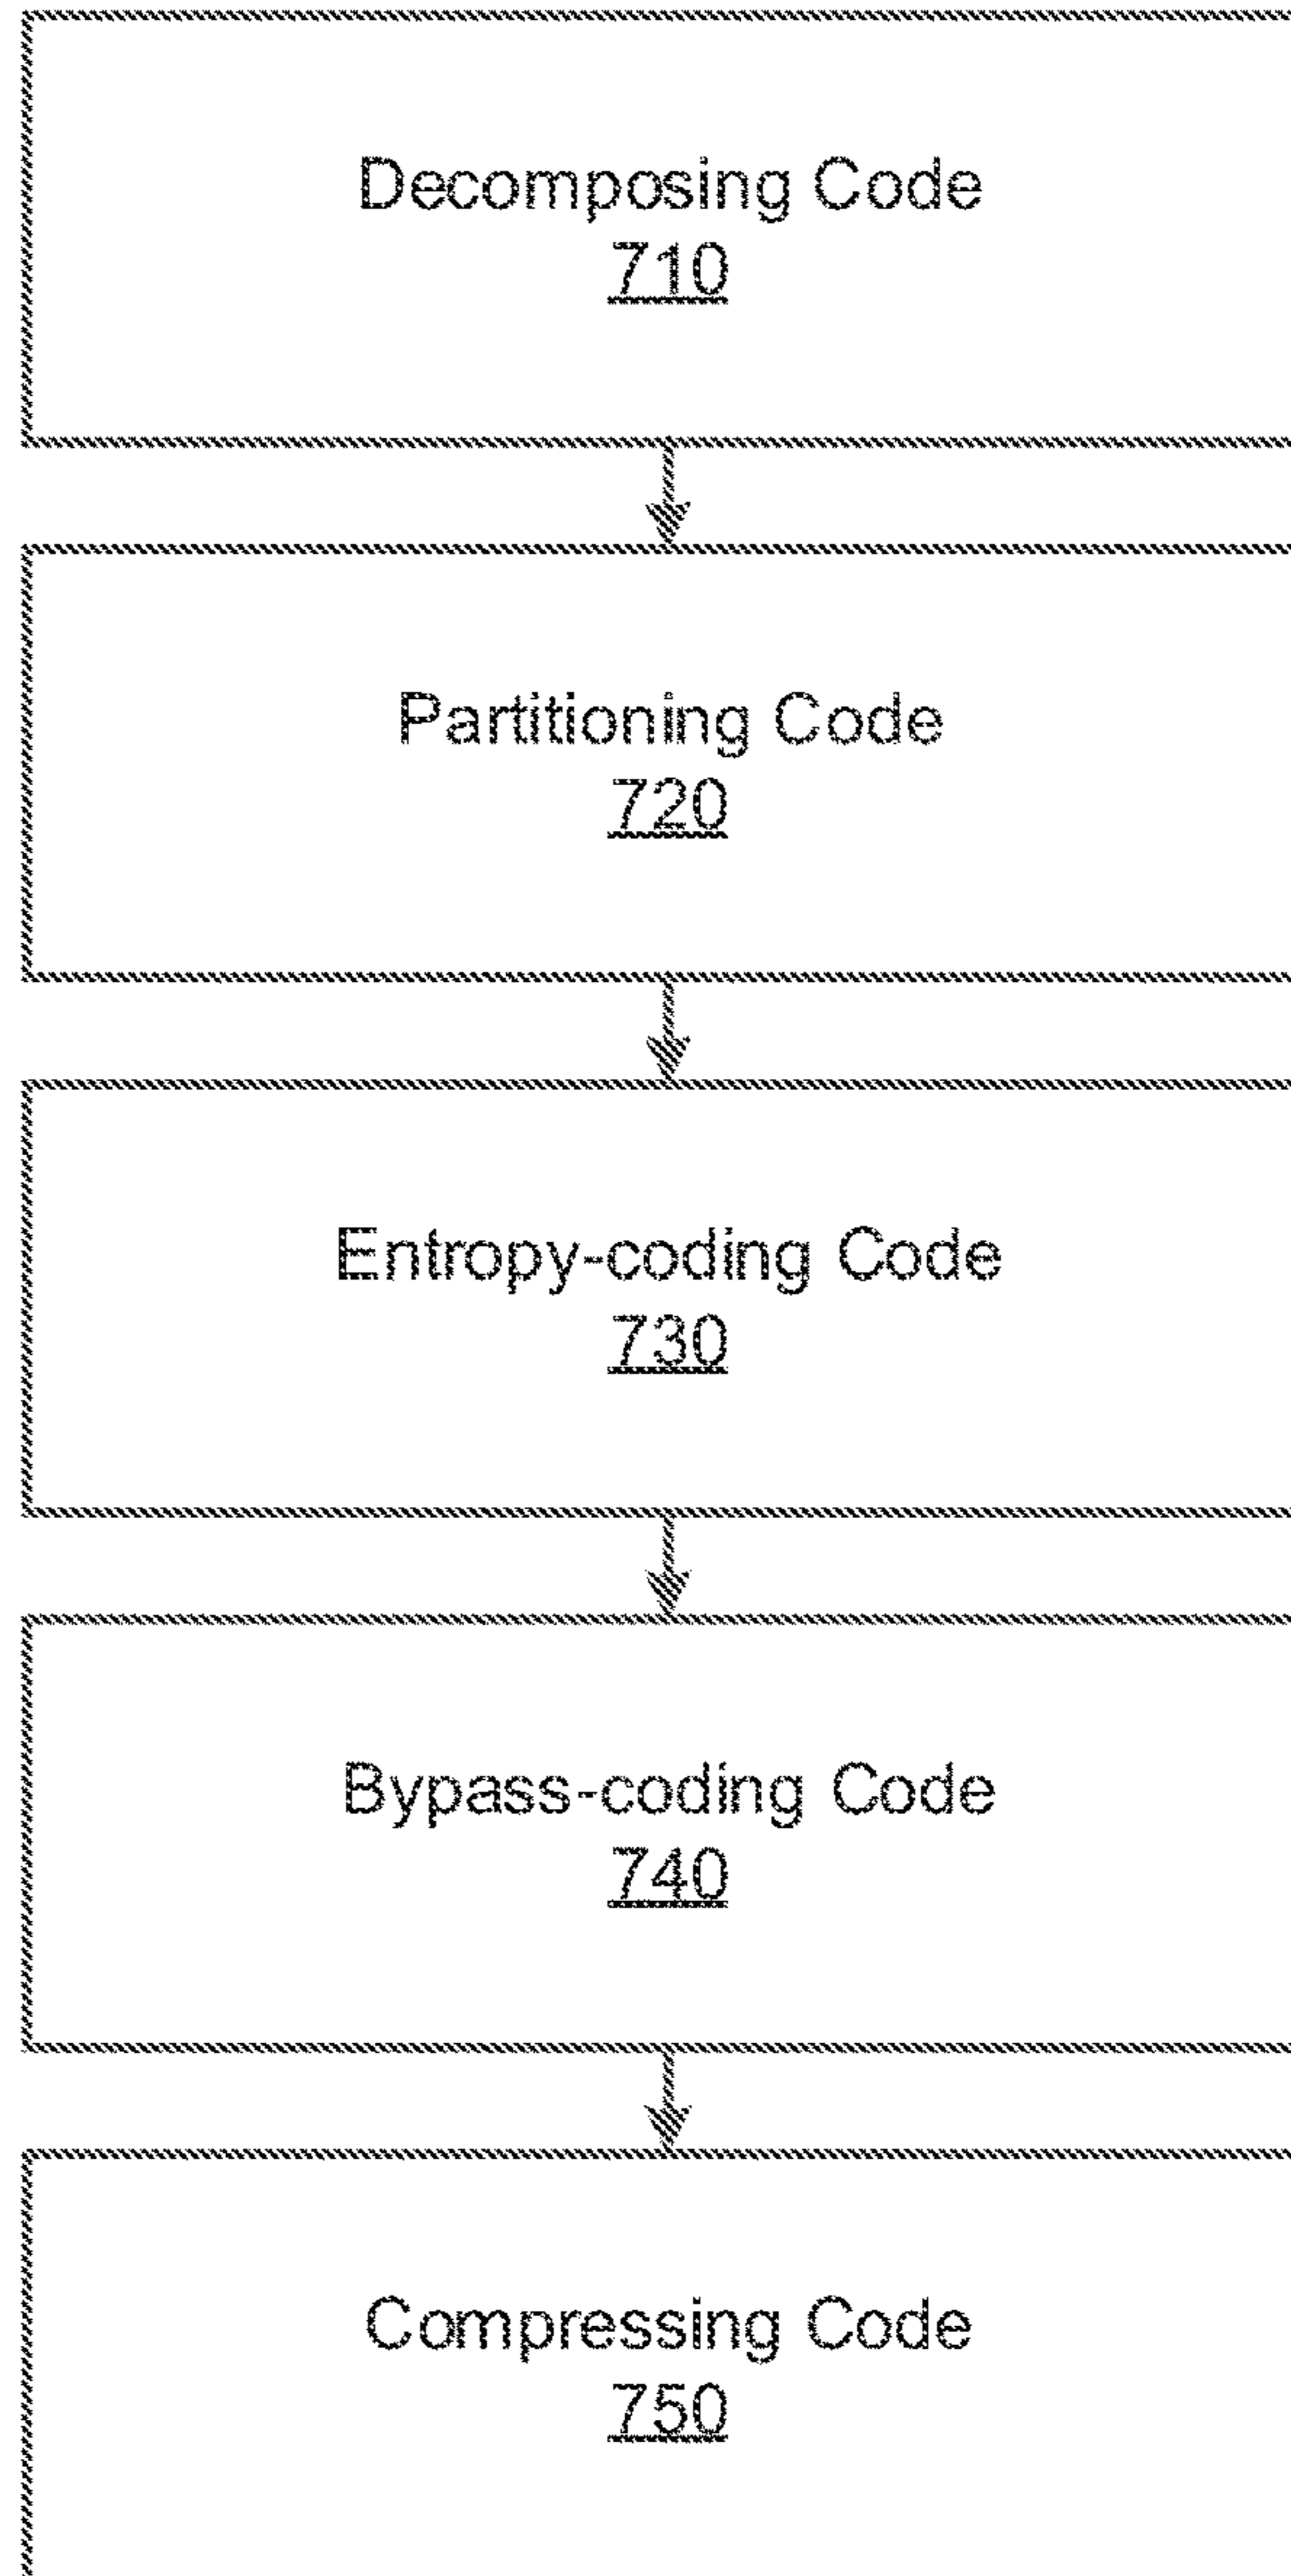 Decomposing Code
710
Partitioning Code
720
Entropy-coding Code
730
Bypass-coding Code
740
Compressing Code
750